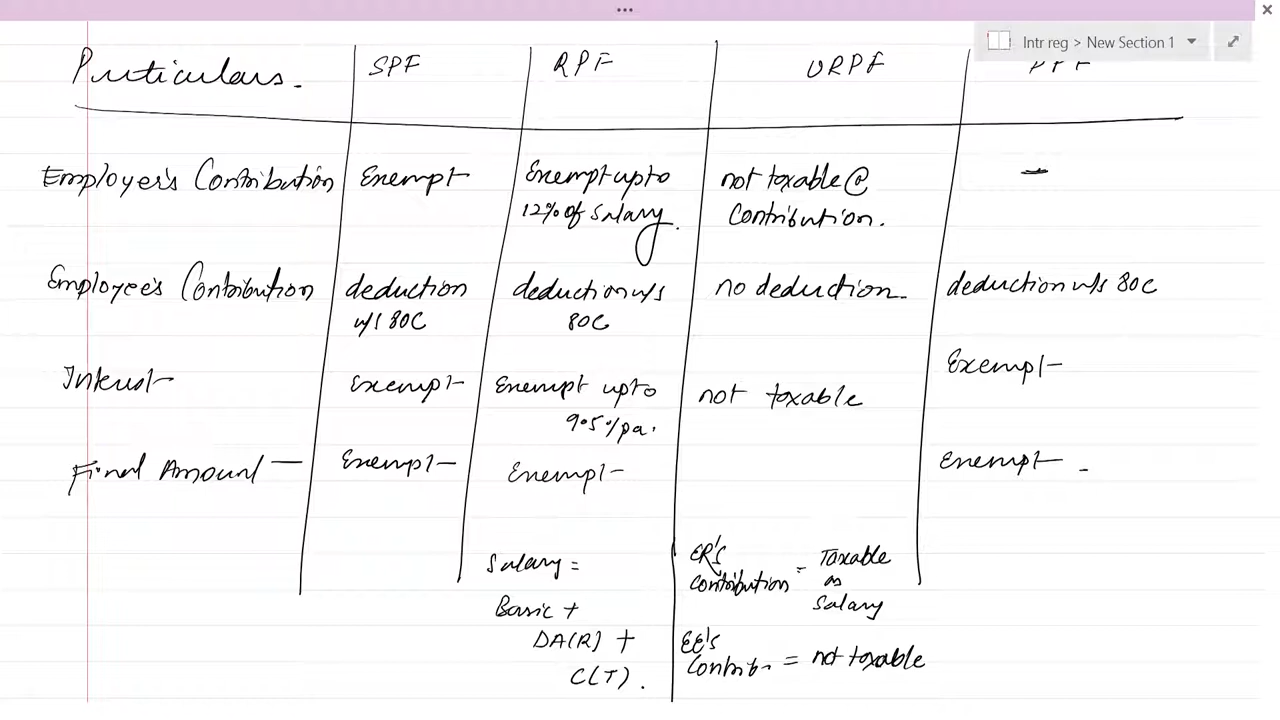 ...
Intr reg > New Section 1
Particulars. SPF RPF URPF PPF
Employer's Contribution Exempt Exempt upto not taxable @ -
12% of salary. Contribution.
Employee's Contribution deduction deduction u/s no deduction. deduction u/s 80C
u/s 80C 80C
Exempt
Interest Exempt Exempt upto not taxable
9.5%pa.
Final Amount — Exempt Exempt Exempt.
Salary = ER's Contribution = Taxable as Salary
Basic +
DA(R) + EE's
C(T). Contribn = not taxable